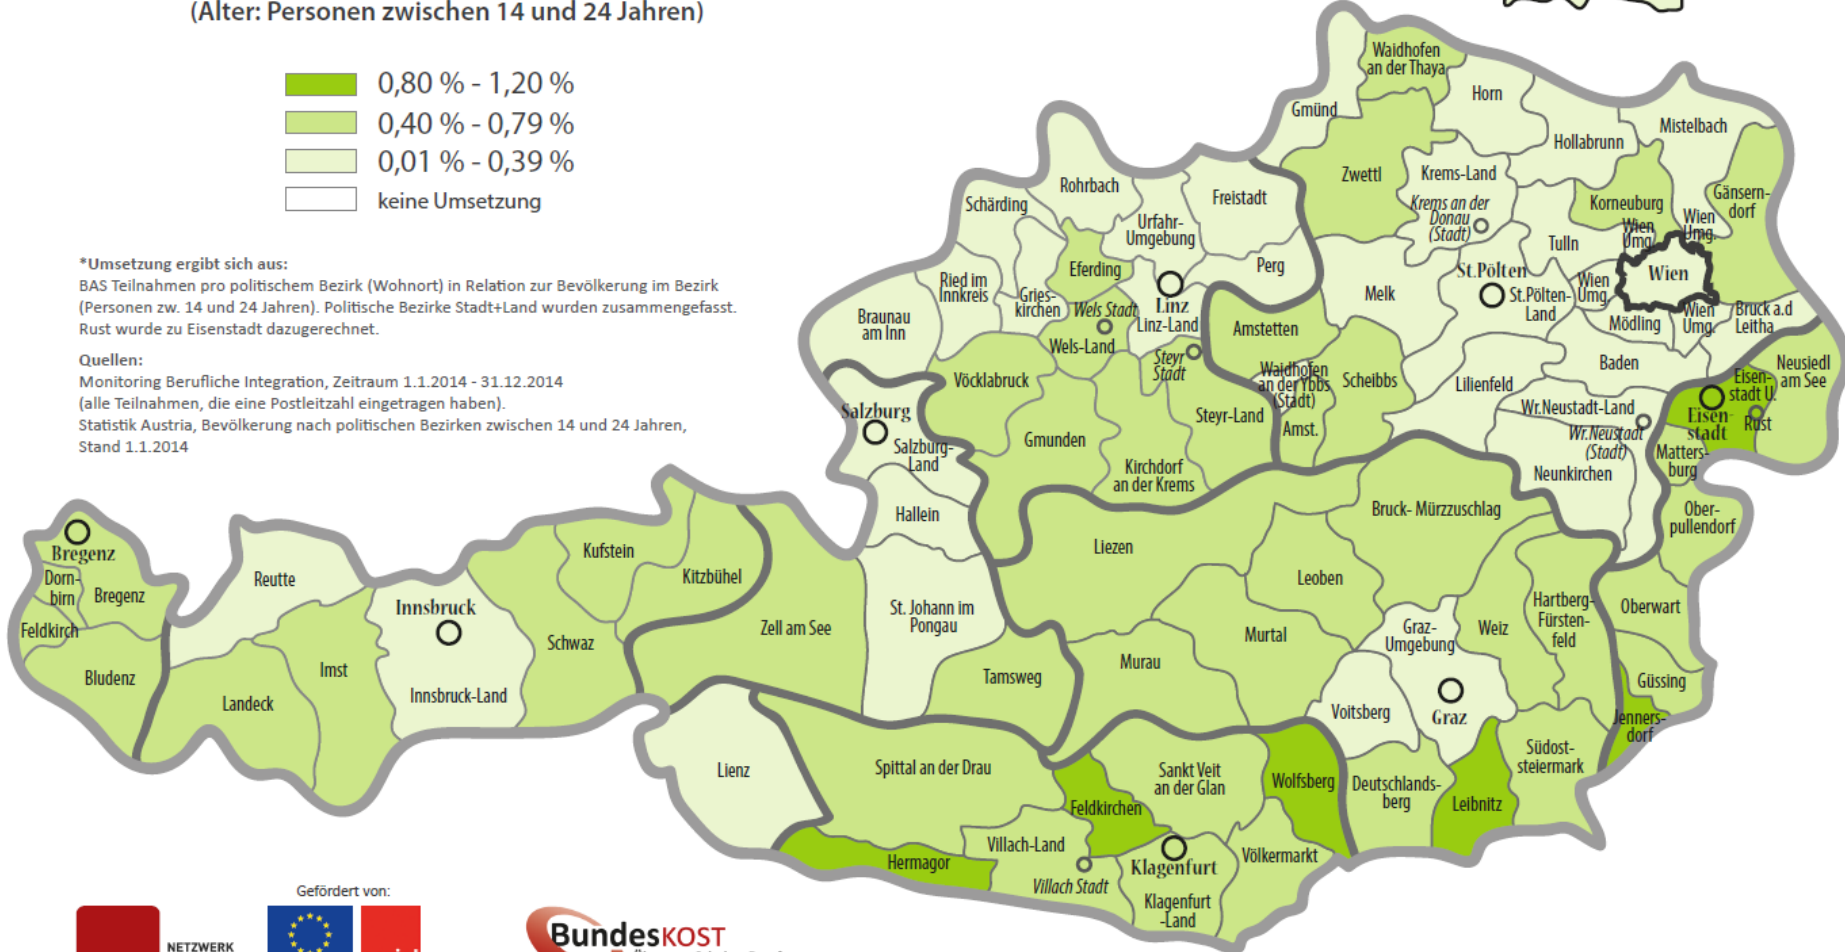 (Alter: Personen zwischen 14 und 24 Jahren)
0,80 % - 1,20 %
0,40 % - 0,79 %
0,01 % - 0,39 %
keine Umsetzung
*Umsetzung ergibt sich aus:
BAS Teilnahmen pro politischem Bezirk (Wohnort) in Relation zur Bevölkerung im Bezirk
(Personen zw. 14 und 24 Jahren). Politische Bezirke Stadt+Land wurden zusammengefasst.
Rust wurde zu Eisenstadt dazugerechnet.
Quellen:
Monitoring Berufliche Integration, Zeitraum 1.1.2014 - 31.12.2014
(alle Teilnahmen, die eine Postleitzahl eingetragen haben).
Statistik Austria, Bevölkerung nach politischen Bezirken zwischen 14 und 24 Jahren,
Stand 1.1.2014
Waidhofen
an der Thaya
Gmünd
Horn
Hollabrunn
Mistelbach
Zwettl
Krems-Land
Krems an der
Donau
(Stadt)
Korneuburg
Gänsern-
dorf
Wien
Umg.
Wien
Umg.
Tulln
Wien
Wien
Umg.
Wien
Umg.
Bruck a.d
Leitha
Mödling
St.Pölten
St.Pölten-
Land
Melk
Baden
Lilienfeld
Wr.Neustadt-Land
Wr.Neustadt
(Stadt)
Neunkirchen
Amstetten
Waidhofen
an der Ybbs
(Stadt)
Amst.
Scheibbs
Neusiedl
am See
Eisen-
stadt U.
Eisen-
stadt
Rust
Matters-
burg
Ober-
pullendorf
Oberwart
Güssing
Jenners-
dorf
Rohrbach
Freistadt
Schärding
Urfahr-
Umgebung
Perg
Eferding
Ried im
Innkreis
Gries-
kirchen
Wels Stadt
Linz
Linz-Land
Braunau
am Inn
Wels-Land
Steyr
Stadt
Vöcklabruck
Steyr-Land
Gmunden
Kirchdorf
an der Krems
Salzburg
Salzburg-
Land
Hallein
St. Johann im
Pongau
Zell am See
Tamsweg
Bregenz
Dorn-
birn
Bregenz
Feldkirch
Bludenz
Reutte
Innsbruck
Innsbruck-Land
Imst
Landeck
Schwaz
Kufstein
Kitzbühel
Lienz
Liezen
Bruck- Mürzzuschlag
Leoben
Murtal
Murau
Graz-
Umgebung
Graz
Weiz
Hartberg-
Fürsten-
feld
Voitsberg
Deutschlands-
berg
Leibnitz
Südost-
steiermark
Spittal an der Drau
Feldkirchen
Sankt Veit
an der Glan
Wolfsberg
Hermagor
Villach-Land
Villach Stadt
Klagenfurt
Klagenfurt
-Land
Völkermarkt
Gefördert von:
NETZWERK
BundesKOST